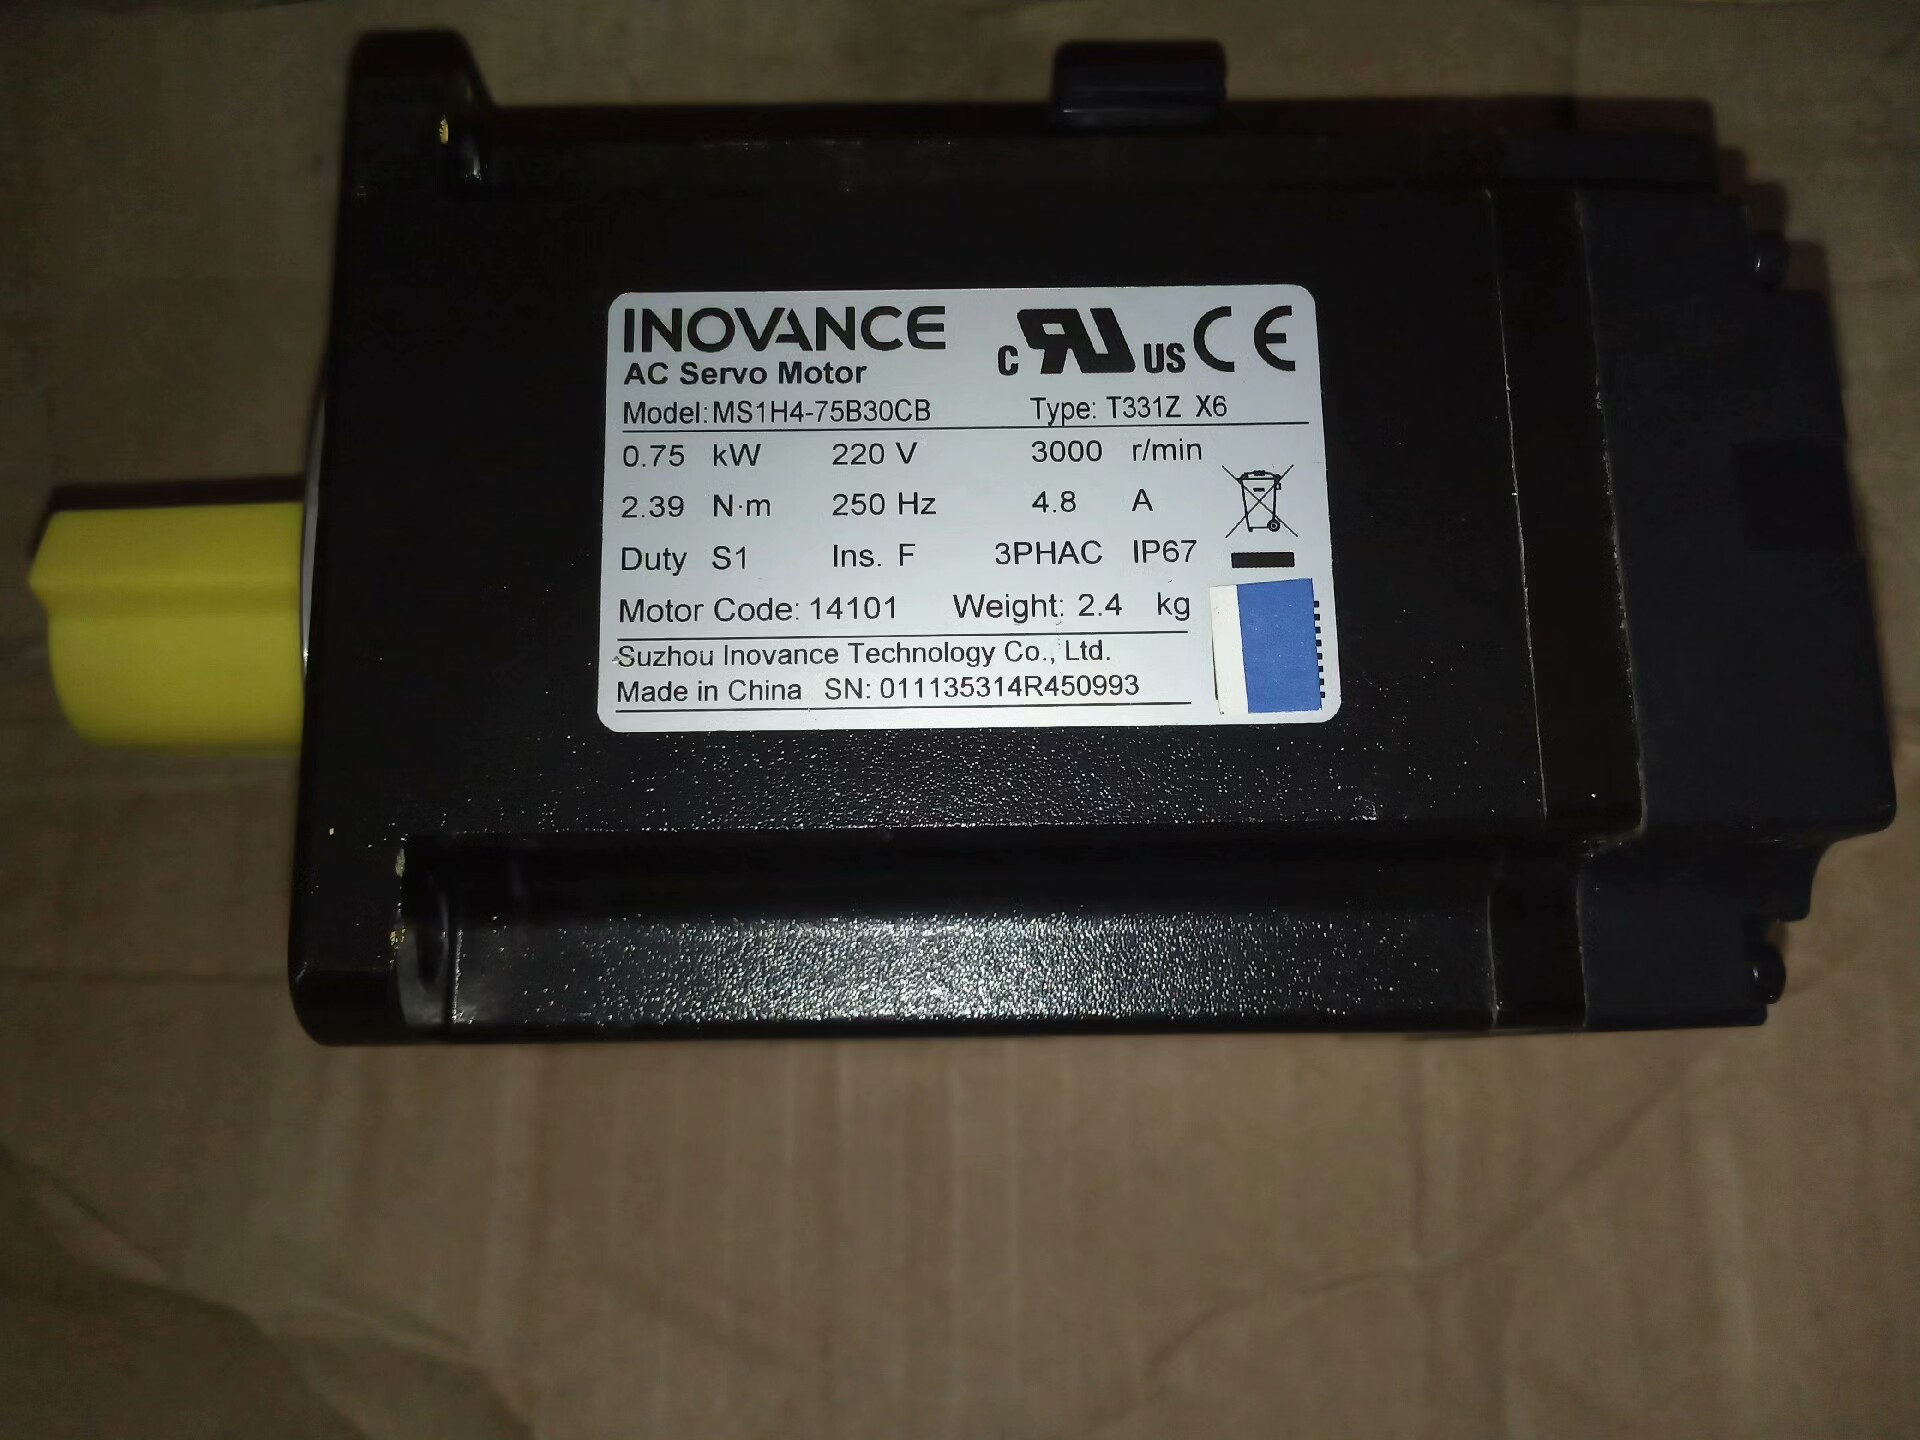 INOVANCE
AC Servo Motor
c RU US CE
Model: MS1H4-75B30CB Type: T331Z X6
0.75 kW 220 V 3000 r/min
2.39 N·m 250 Hz 4.8 A
Duty S1 Ins. F 3PHAC IP67
Motor Code: 14101 Weight: 2.4 kg
Suzhou Inovance Technology Co., Ltd.
Made in China SN: 011135314R450993